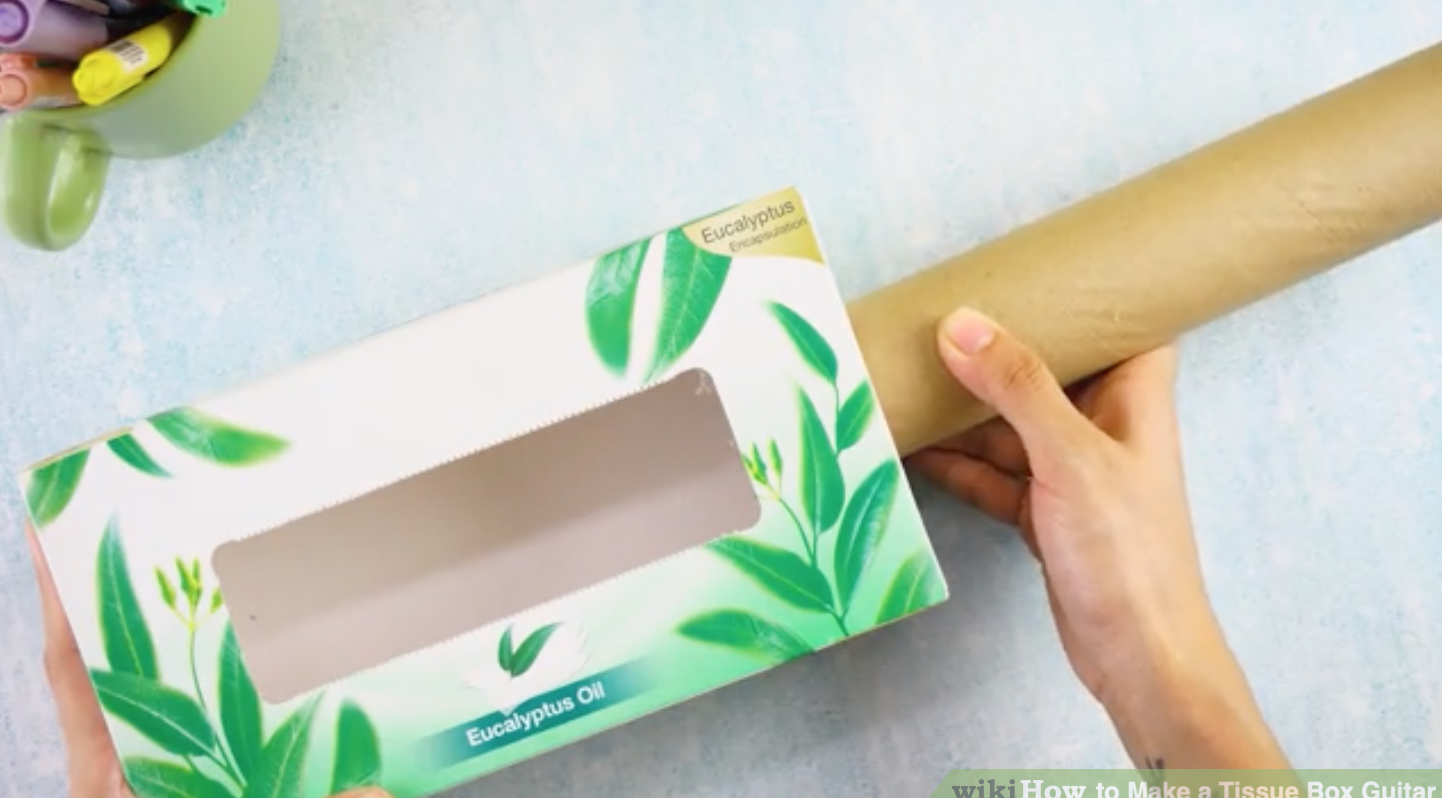 Eucalyptus
Encapsulation
Eucalyptus Oil
wikiHow to Make a Tissue Box Guitar